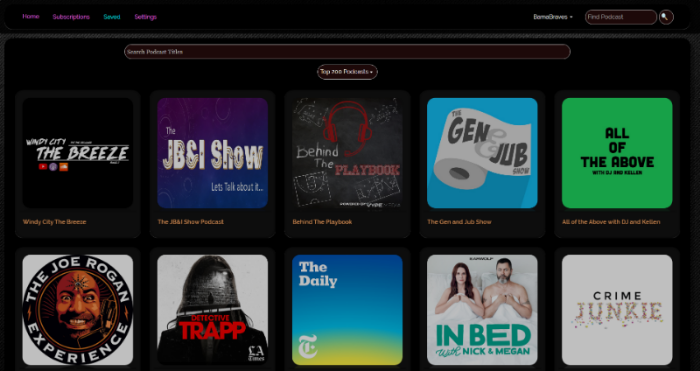 Home
Subscriptions
Saved
Settings
BamaGraves
Find Podcast
Search Podcast Titles
Top 200 Podcasts
WINDY CITY
THE BREEZE
The
JB&I Show
Lets Talk about it...
Behind
The PLAYBOOK
THE
GEN
&
JUB
SHOW
ALL
OF
THE ABOVE
WITH DJ AND KELLEN
Windy City The Breeze
The JB&I Show Podcast
Behind The Playbook
The Gen and Jub Show
All of the Above with DJ and Kellen
THE JOE ROGAN
EXPERIENCE
DETECTIVE
TRAPP
LA
Times
The
Daily
EARWOLF
IN BED
with NICK & MEGAN
CRIME
JUNKIE